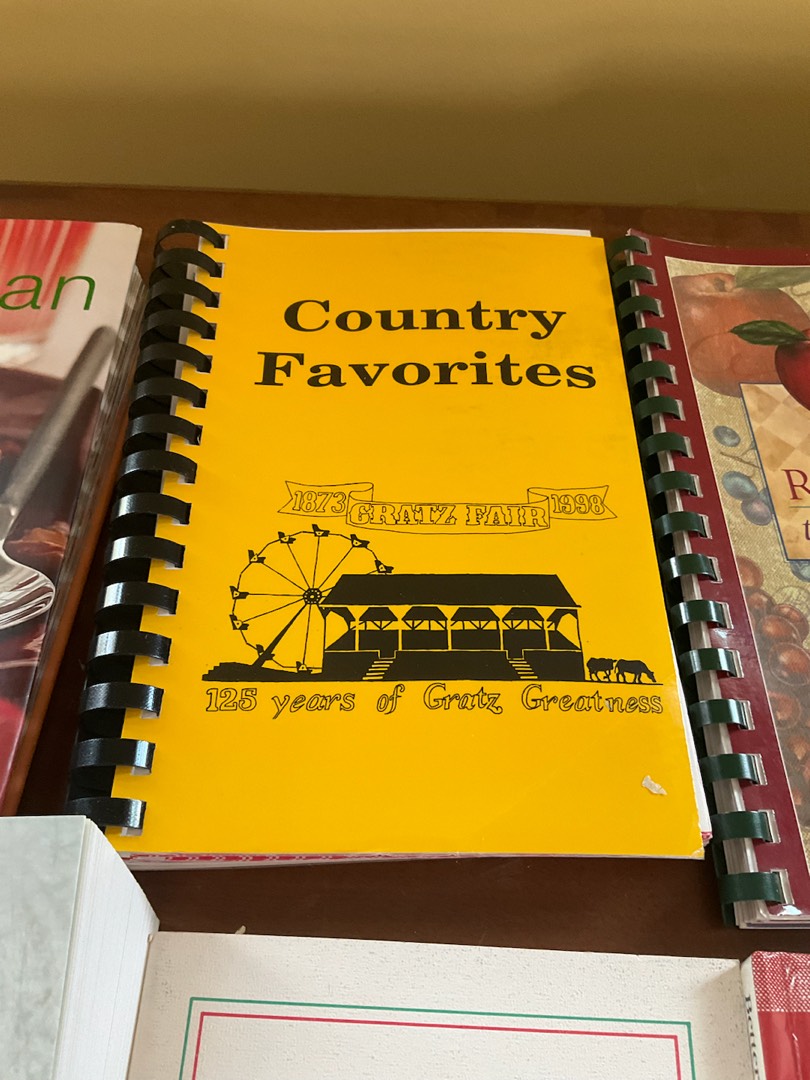 an
Country
Favorites
1873 GRATZ FAIR 1998
125 years of Gratz Greatness
R
t